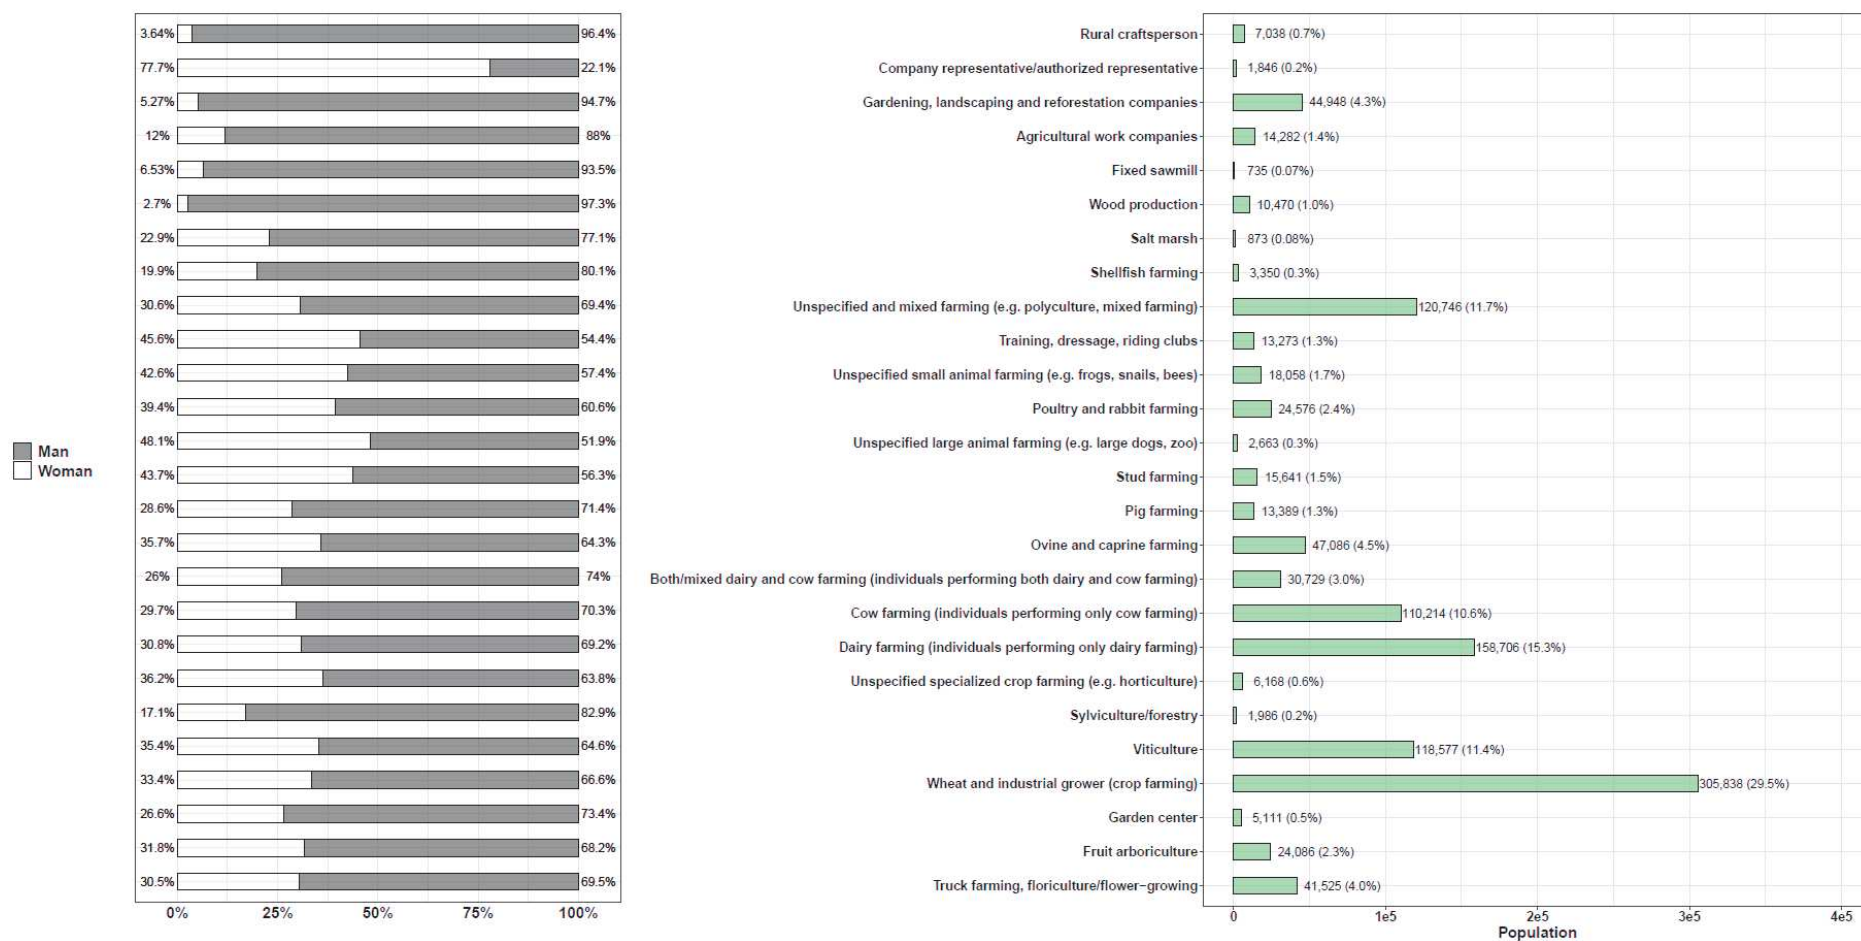 3.64% 96.4% Rural craftsperson 7,038 (0.7%)
77.7% 22.1% Company representative/authorized representative 1,846 (0.2%)
5.27% 94.7% Gardening, landscaping and reforestation companies 44,948 (4.3%)
12% 88% Agricultural work companies 14,282 (1.4%)
6.53% 93.5% Fixed sawmill 735 (0.07%)
2.7% 97.3% Wood production 10,470 (1.0%)
22.9% 77.1% Salt marsh 873 (0.08%)
19.9% 80.1% Shellfish farming 3,350 (0.3%)
30.6% 69.4% Unspecified and mixed farming (e.g. polyculture, mixed farming) 120,746 (11.7%)
45.6% 54.4% Training, dressage, riding clubs 13,273 (1.3%)
42.6% 57.4% Unspecified small animal farming (e.g. frogs, snails, bees) 18,058 (1.7%)
39.4% 60.6% Poultry and rabbit farming 24,576 (2.4%)
48.1% 51.9% Unspecified large animal farming (e.g. large dogs, zoo) 2,663 (0.3%)
Man
Woman
43.7% 56.3% Stud farming 15,641 (1.5%)
28.6% 71.4% Pig farming 13,389 (1.3%)
35.7% 64.3% Ovine and caprine farming 47,086 (4.5%)
26% 74% Both/mixed dairy and cow farming (individuals performing both dairy and cow farming) 30,729 (3.0%)
29.7% 70.3% Cow farming (individuals performing only cow farming) 110,214 (10.6%)
30.8% 69.2% Dairy farming (individuals performing only dairy farming) 158,706 (15.3%)
36.2% 63.8% Unspecified specialized crop farming (e.g. horticulture) 6,168 (0.6%)
17.1% 82.9% Sylviculture/forestry 1,986 (0.2%)
35.4% 64.6% Viticulture 118,577 (11.4%)
33.4% 66.6% Wheat and industrial grower (crop farming) 305,838 (29.5%)
26.6% 73.4% Garden center 5,111 (0.5%)
31.8% 68.2% Fruit arboriculture 24,086 (2.3%)
30.5% 69.5% Truck farming, floriculture/flower−growing 41,525 (4.0%)
0% 25% 50% 75% 100% 0 1e5 2e5 3e5 4e5
Population